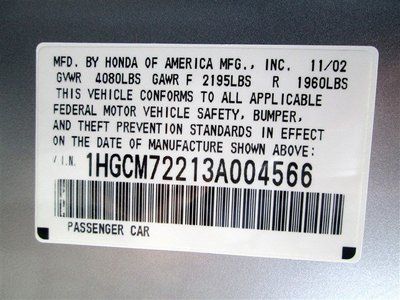 MFD. BY HONDA OF AMERICA MFG., INC. 11/02
GVWR 4080LBS GAWR F 2195LBS R 1960LBS
THIS VEHICLE CONFORMS TO ALL APPLICABLE
FEDERAL MOTOR VEHICLE SAFETY, BUMPER,
AND THEFT PREVENTION STANDARDS IN EFFECT
ON THE DATE OF MANUFACTURE SHOWN ABOVE:
V.I.N. 1HGCM72213A004566
PASSENGER CAR